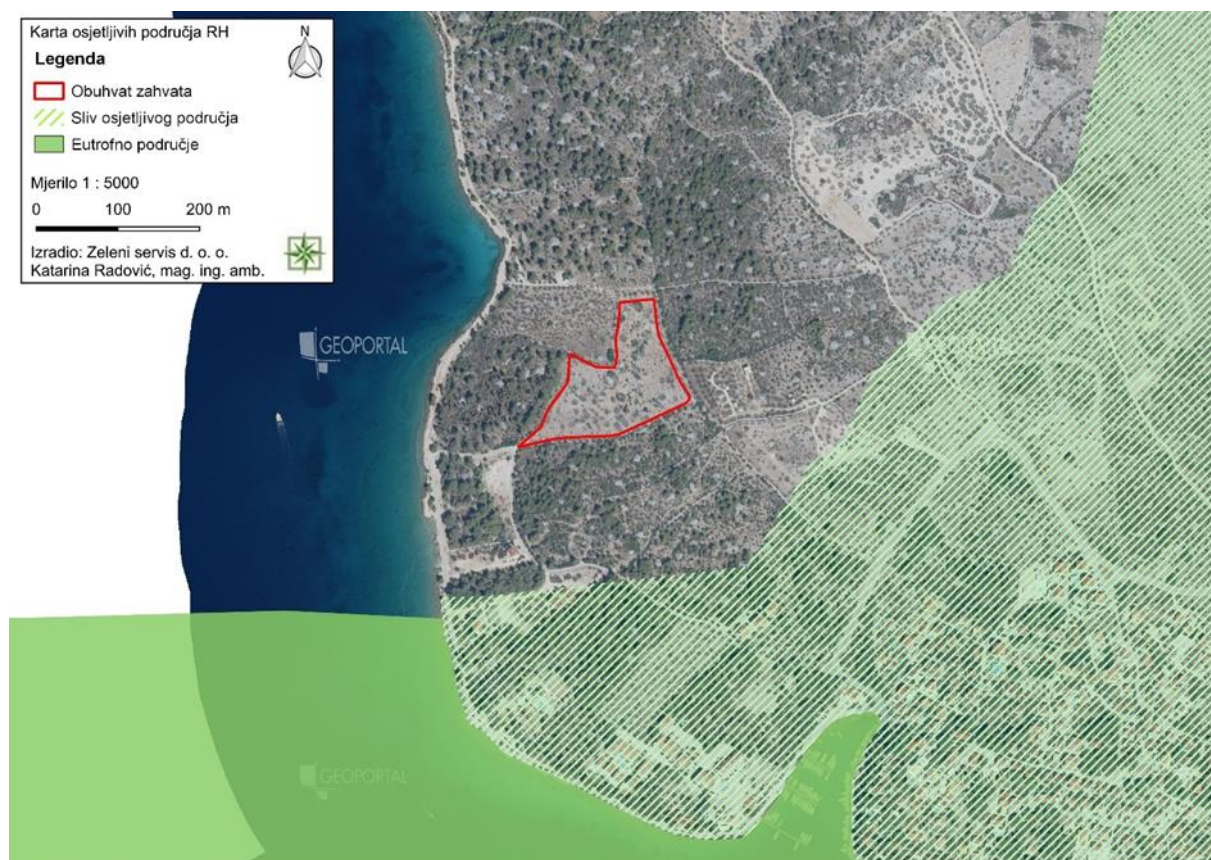 Karta osjetljivih područja RH
N
Legenda
Obuhvat zahvata
Sliv osjetljivog područja
Eutrofno područje
Mjerilo 1 : 5000
0 100 200 m
Izradio: Zeleni servis d. o. o.
Katarina Radović, mag. ing. amb.
GEOPORTAL
GEOPORTAL